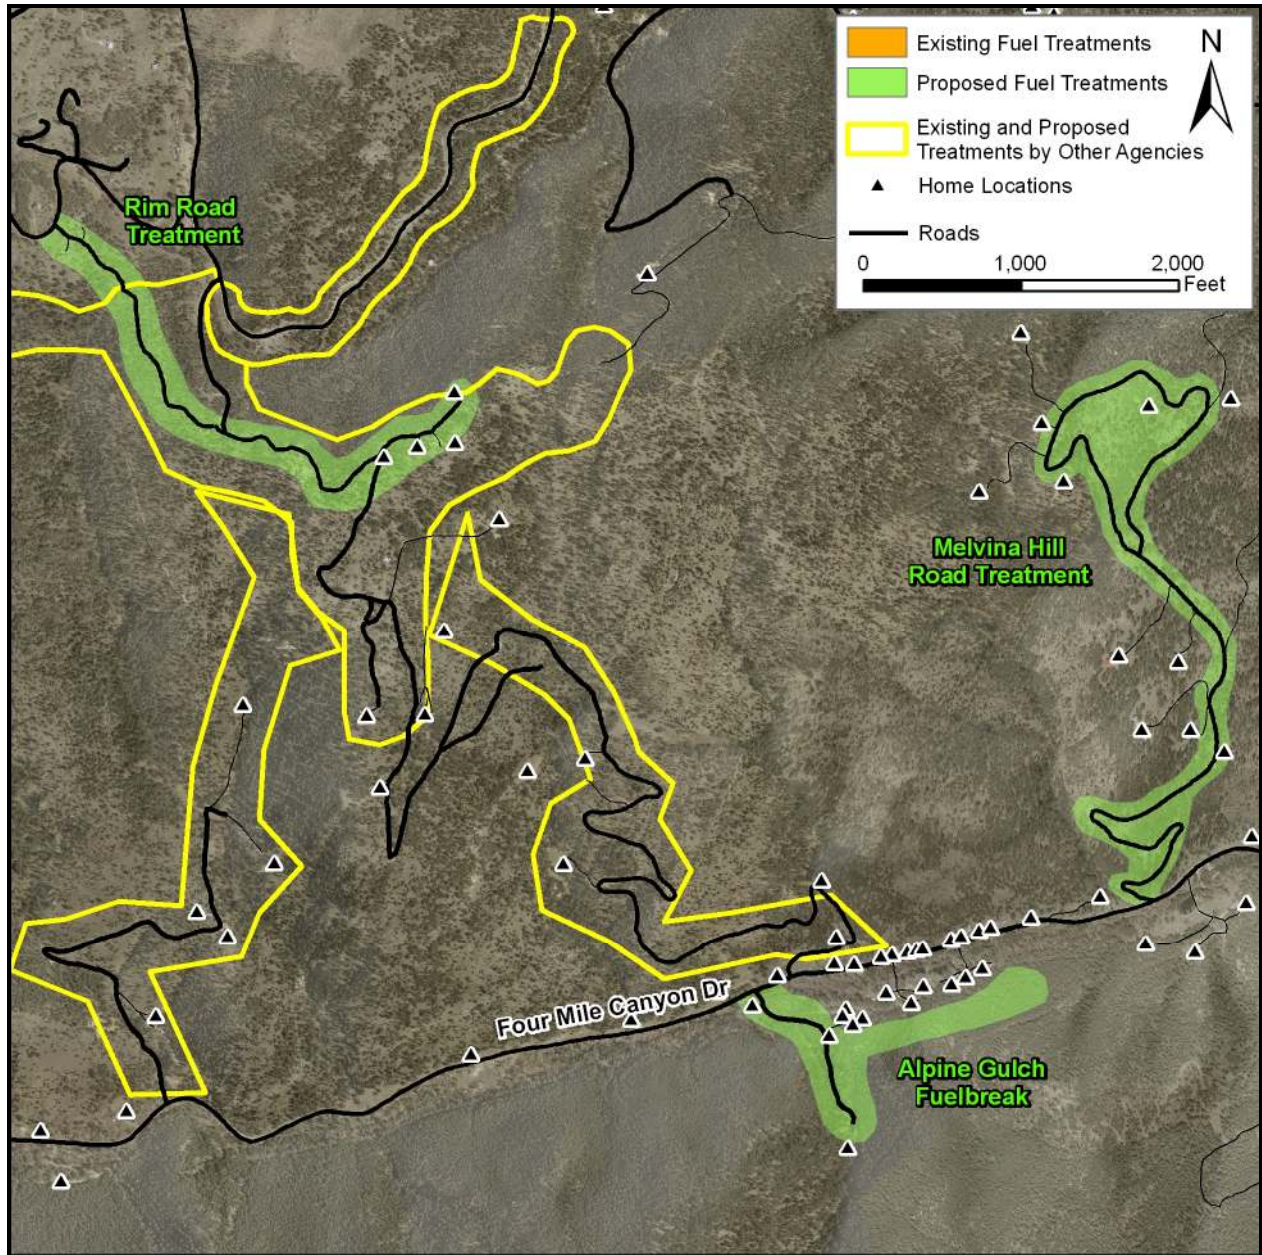 Existing Fuel Treatments
Proposed Fuel Treatments
Existing and Proposed
Treatments by Other Agencies
Home Locations
Roads
0 1,000 2,000
Feet
N
Rim Road
Treatment
Melvina Hill
Road Treatment
Four Mile Canyon Dr
Alpine Gulch
Fuelbreak